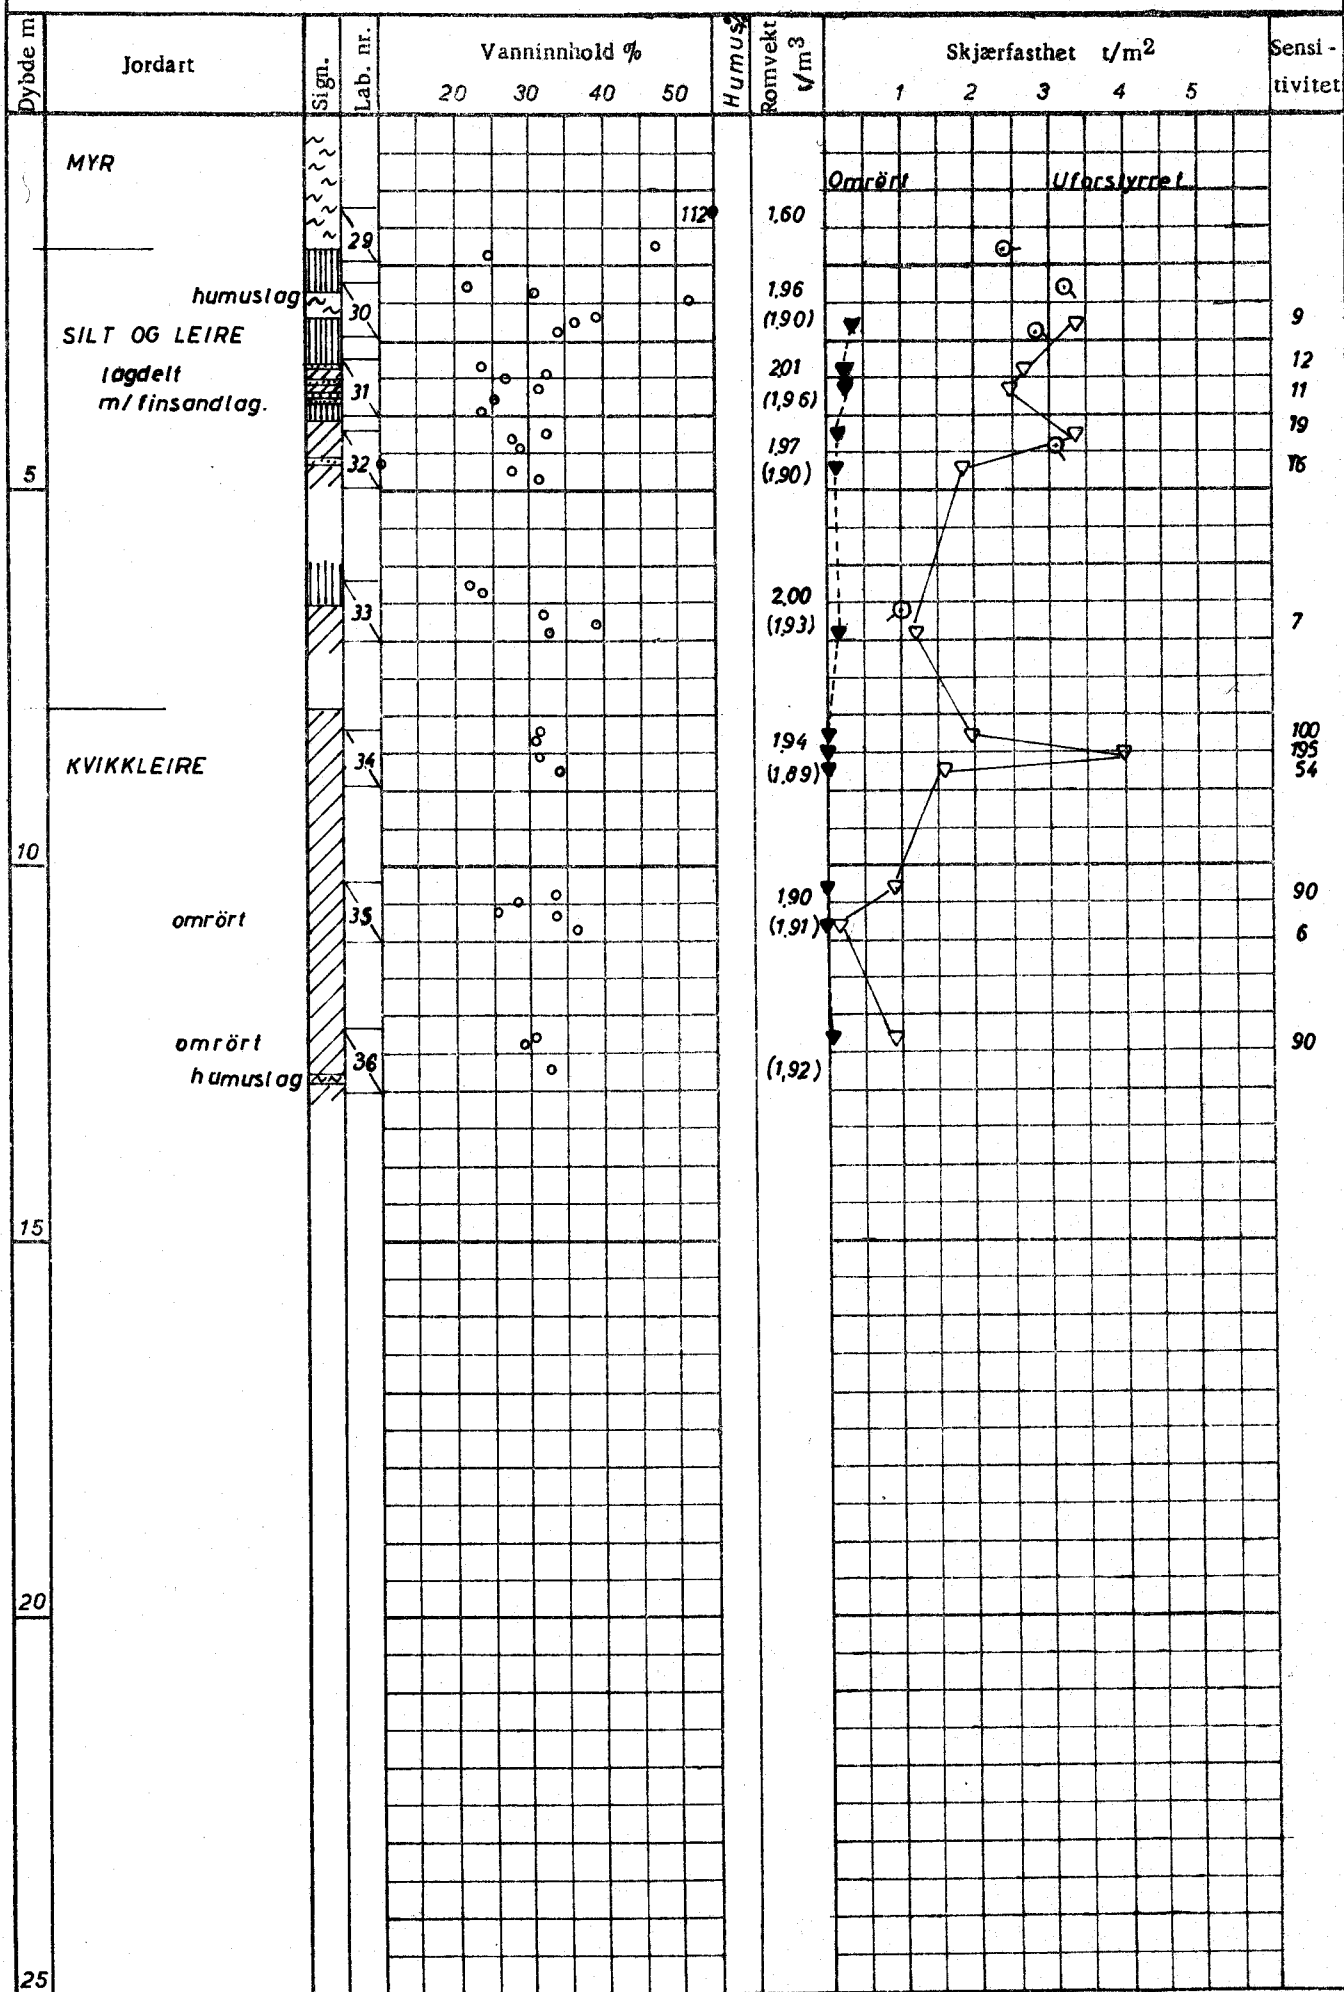 Dybde m
Jordart
Sign.
Lab. nr.
Vanninnhold %
20 30 40 50
Humus%
Romvekt t/m³
Skjærfasthet t/m²
1 2 3 4 5
Sensi-
tivitet
MYR
Omrört Uforstyrret
112 1,60
29
humuslag 30 1,96
(1,90) 9
SILT OG LEIRE
lagdelt 31 2,01 12
m/finsandlag. (1,96) 11
19
32 1,97
5 (1,90) 16
33 2,00
(1,93) 7
100
34 1,94 195
KVIKKLEIRE (1,89) 54
10
35 1,90 90
omrört (1,91) 6
omrört 36 90
humuslag (1,92)
15
20
25